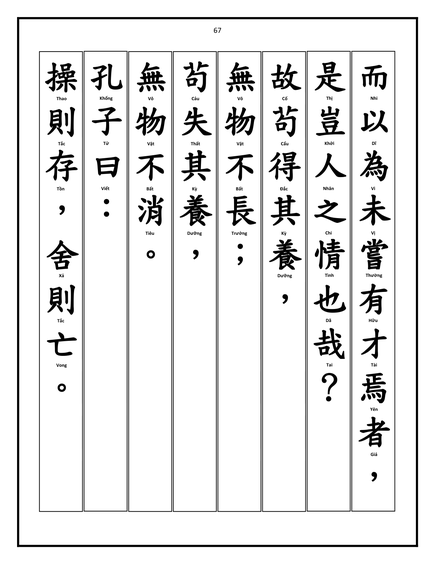 67
而以為未嘗有才焉者，
Nhi Dĩ Vi Vị Thường Hữu Tài Yên Giả
是豈人之情也哉？
Thị Khởi Nhân Chi Tình Dã Tai
故苟得其養，
Cố Cẩu Đắc Kỳ Dưỡng
無物不長；
Vô Vật Bất Trưởng
苟失其養，
Cẩu Thất Kỳ Dưỡng
無物不消。
Vô Vật Bất Tiêu
孔子曰：
Khổng Tử Viết
操則存，舍則亡。
Thao Tắc Tồn Xả Tắc Vong